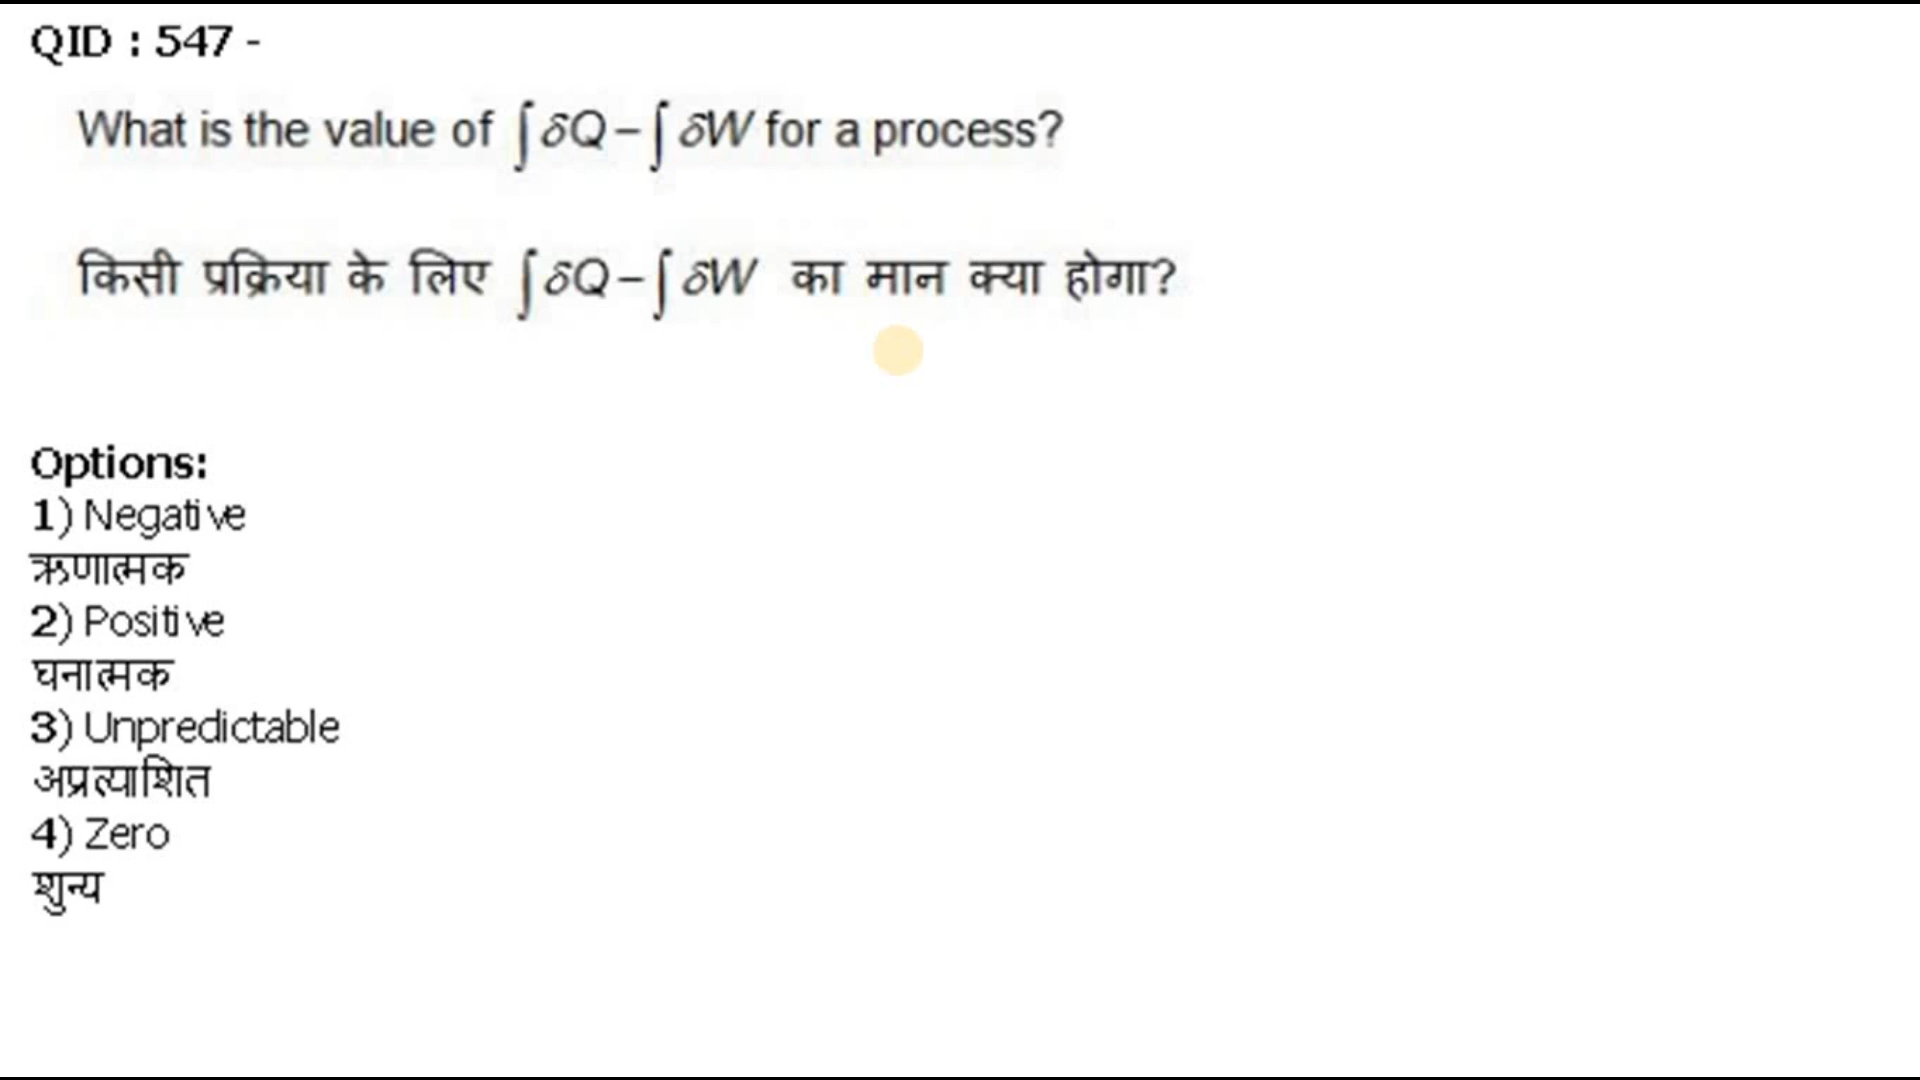 QID : 547 -
What is the value of ∫ δQ – ∫ δW for a process?
किसी प्रक्रिया के लिए ∫ δQ – ∫ δW का मान क्या होगा?
Options:
1) Negative
ऋणात्मक
2) Positive
घनात्मक
3) Unpredictable
अप्रत्याशित
4) Zero
शुन्य